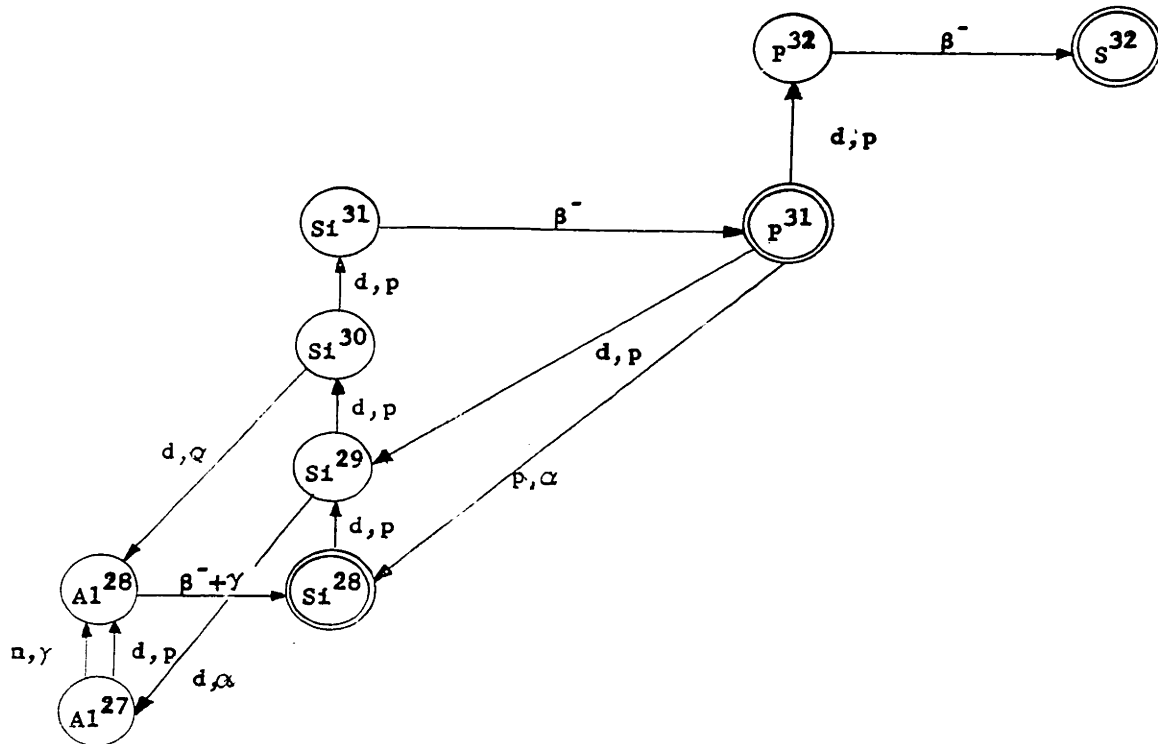 P32
β-
S32
d,p
Si31
β-
P31
d,p
Si30
d,p
d,p
d,α
Si29
p,α
d,p
Al28
β-+γ
Si28
n,γ
d,p
d,α
Al27